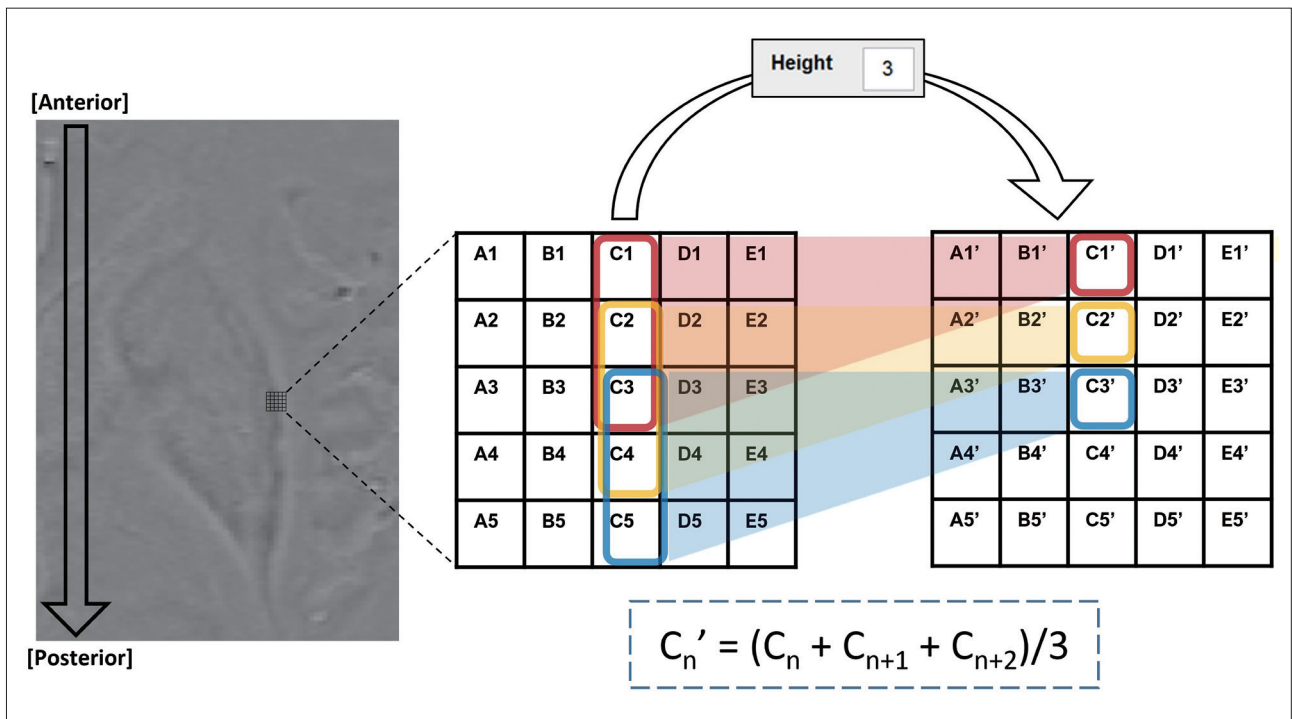 Height 3
[Anterior]
A1 B1 C1 D1 E1
A2 B2 C2 D2 E2
A3 B3 C3 D3 E3
A4 B4 C4 D4 E4
A5 B5 C5 D5 E5
A1’ B1’ C1’ D1’ E1’
A2’ B2’ C2’ D2’ E2’
A3’ B3’ C3’ D3’ E3’
A4’ B4’ C4’ D4’ E4’
A5’ B5’ C5’ D5’ E5’
[Posterior]
Cn’ = (Cn + Cn+1 + Cn+2)/3